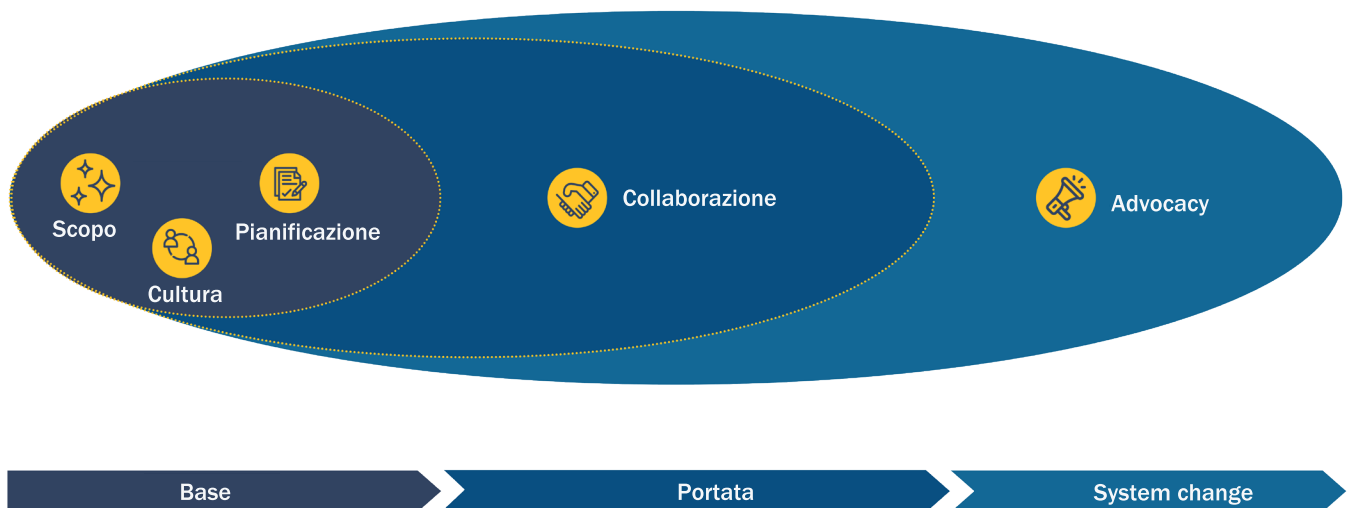 Scopo
Cultura
Pianificazione
Collaborazione
Advocacy
Base
Portata
System change